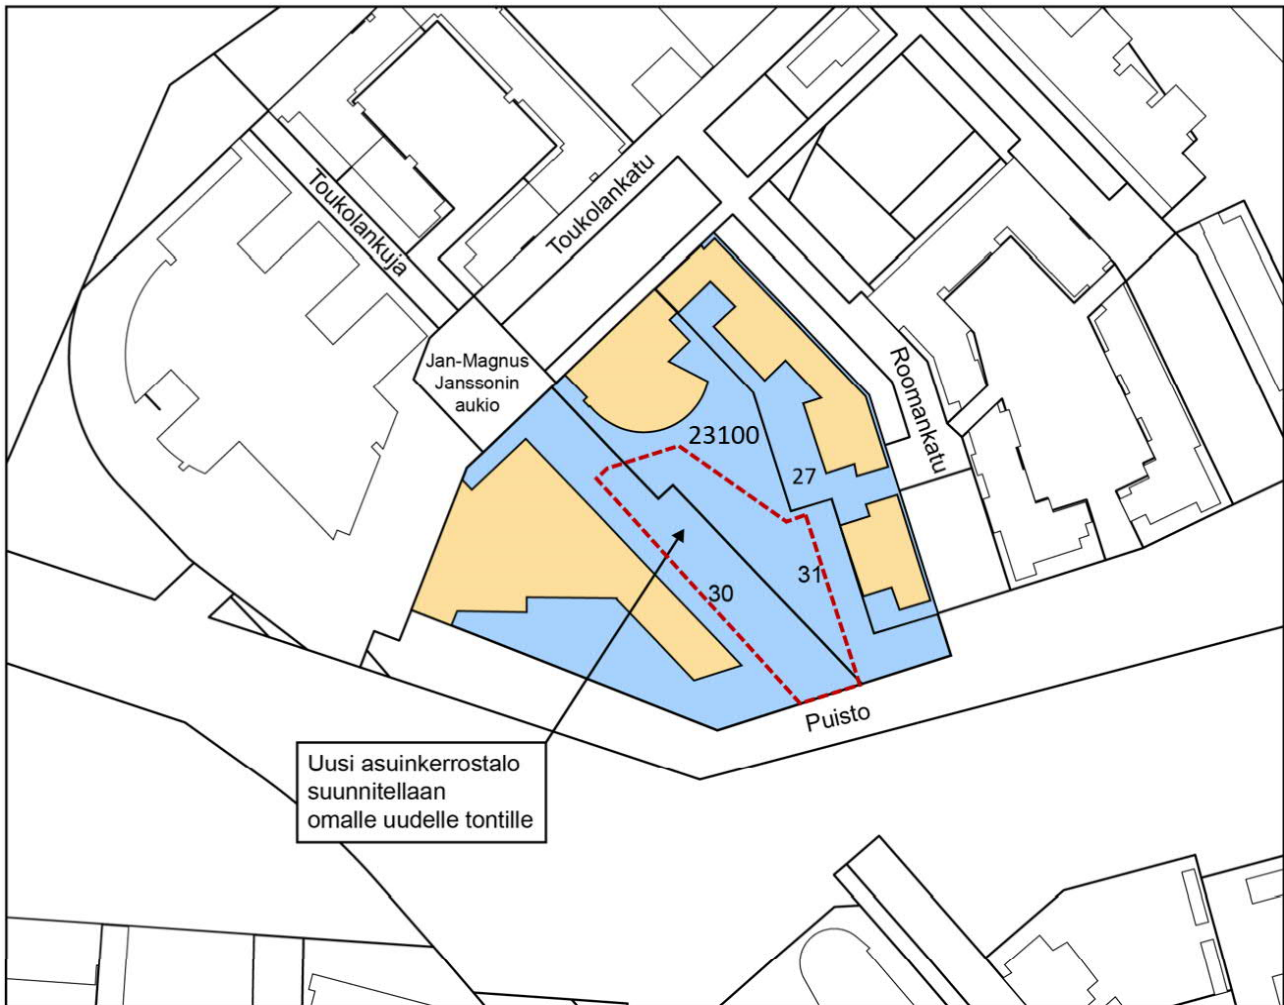 Toukolankuja
Toukolankatu
Jan-Magnus
Janssonin
aukio
Roomankatu
23100
27
31
30
Puisto
Uusi asuinkerrostalo
suunnitellaan
omalle uudelle tontille